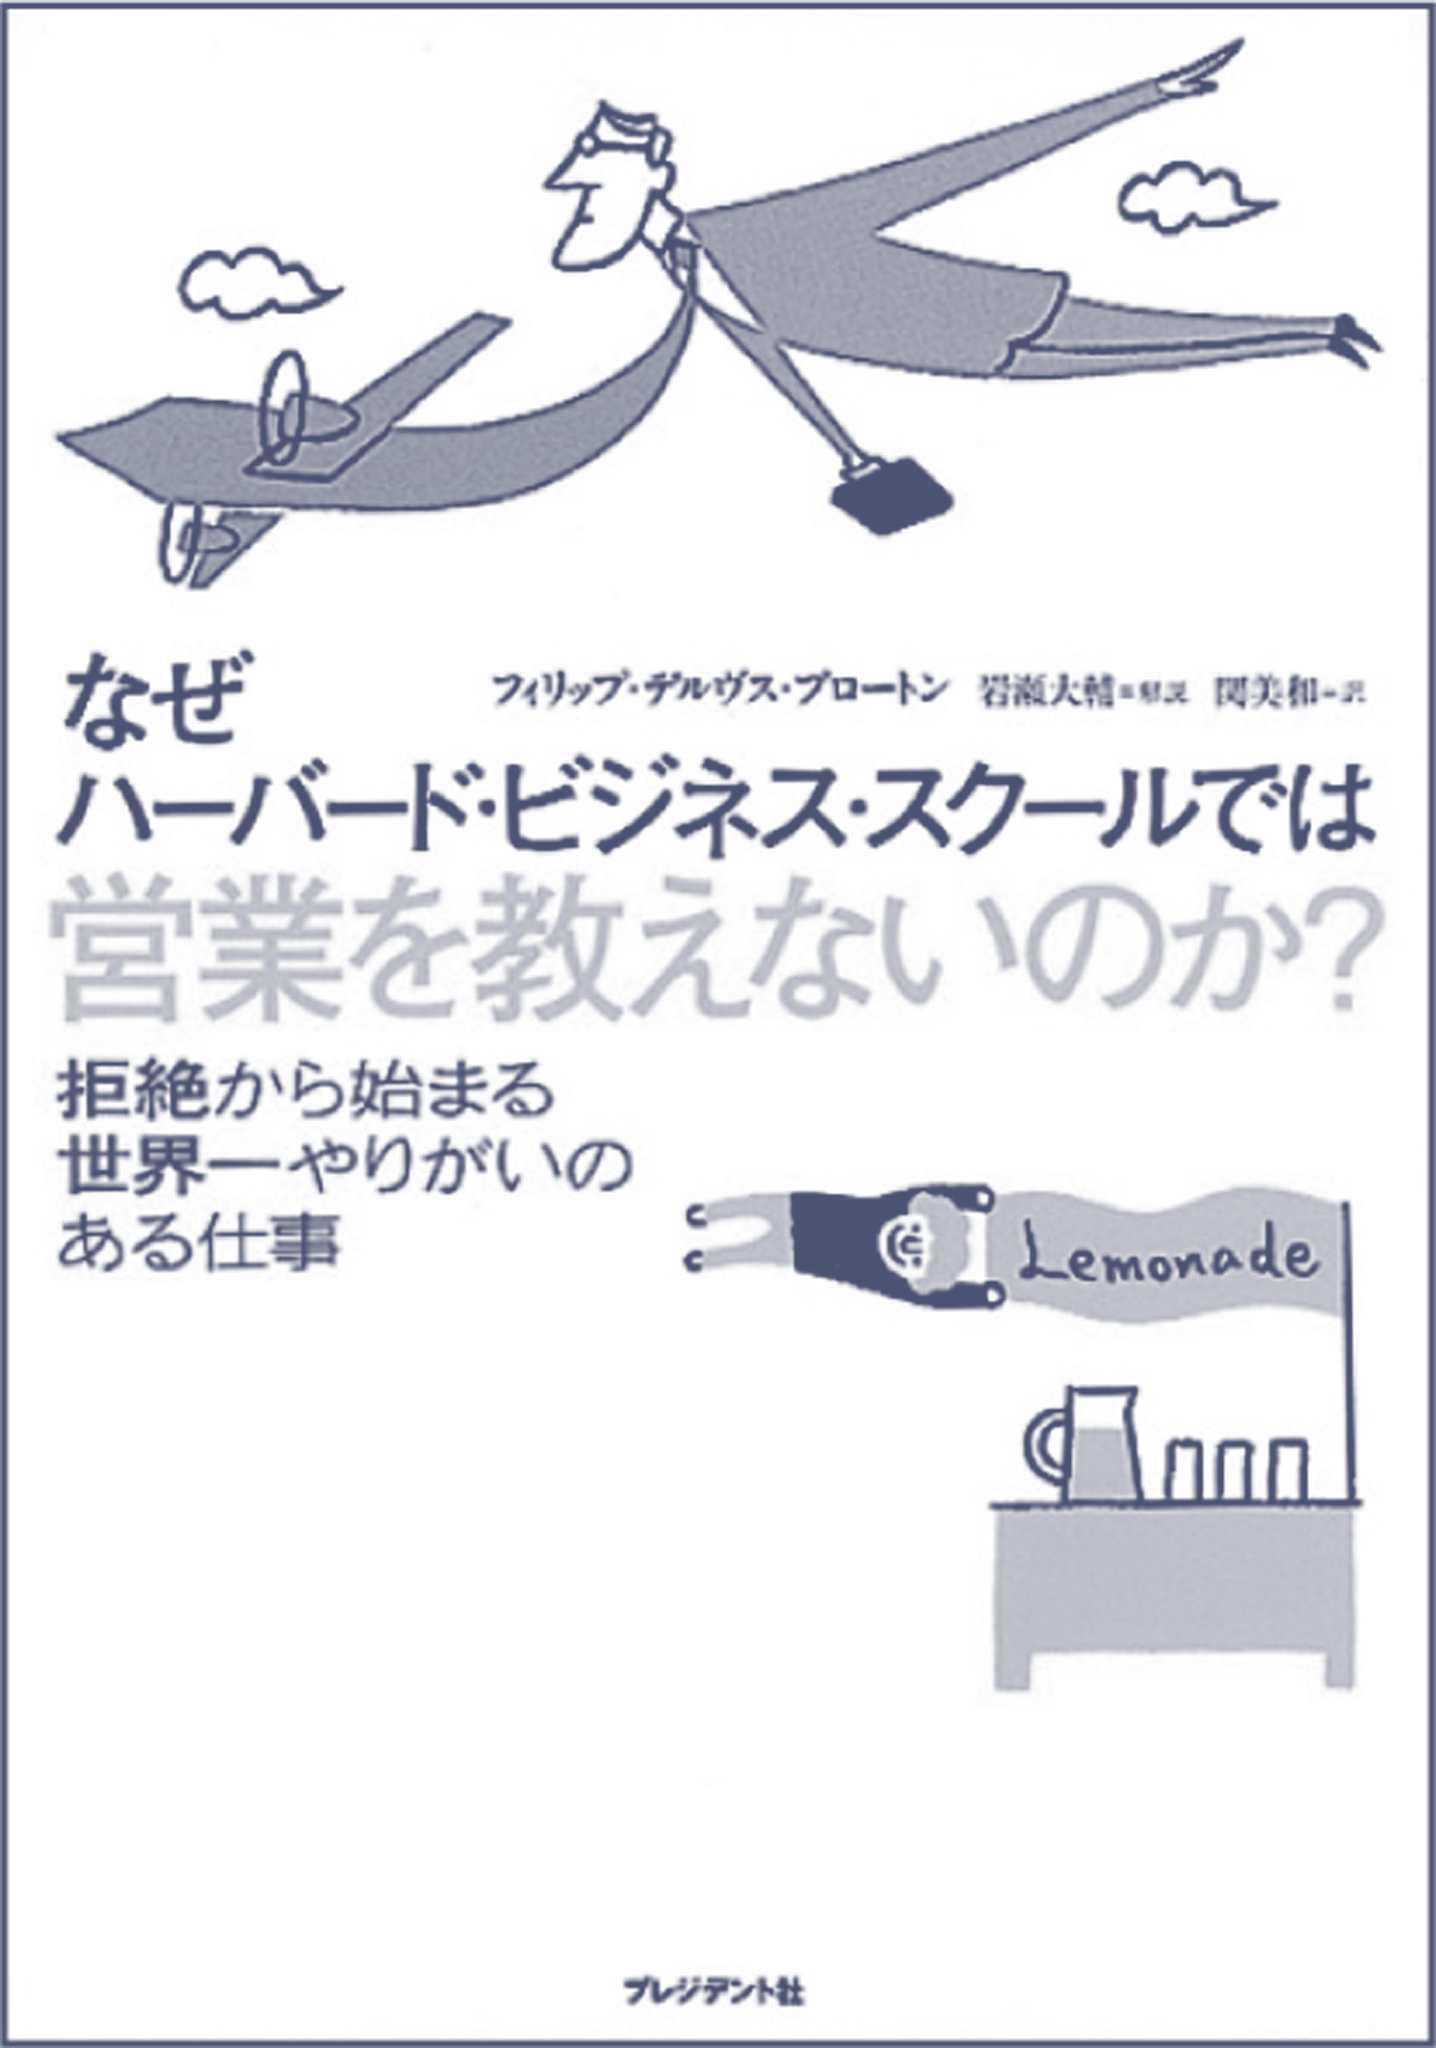 なぜ
フィリップ・デルヴス・ブロートン 岩瀬大輔=解説 関美和=訳
ハーバード・ビジネス・スクールでは
営業を教えないのか?
拒絶から始まる
世界一やりがいの
ある仕事
Lemonade
プレジデント社